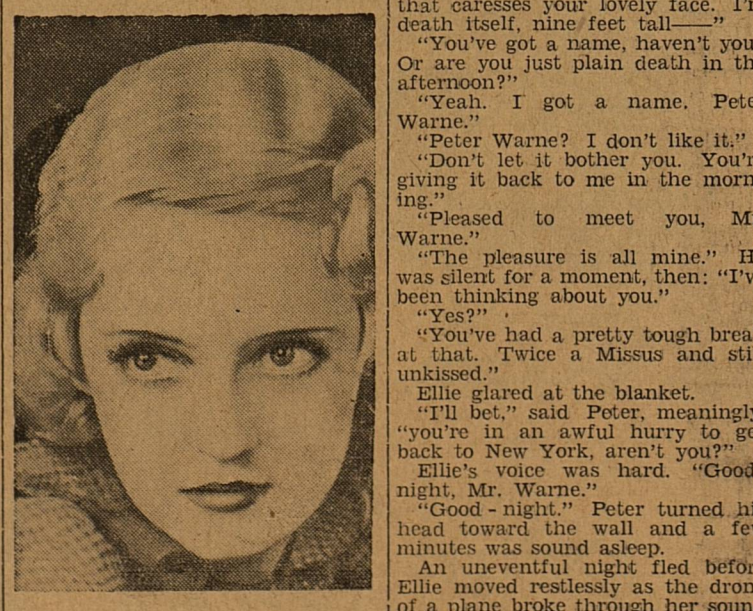 that caresses your lovely face. I'm
death itself, nine feet tall——”
“You've got a name, haven't you
Or are you just plain death in th
afternoon?”
“Yeah. I got a name. Pete
Warne.”
“Peter Warne? I don't like it.”
“Don't let it bother you. You'r
giving it back to me in the morn
ing.”
“Pleased to meet you, M
Warne.”
“The pleasure is all mine.” H
was silent for a moment, then: “I'v
been thinking about you.”
“Yes?”
“You've had a pretty tough brea
at that. Twice a Missus and sti
unkissed.”
Ellie glared at the blanket.
“I'll bet,” said Peter, meaningly
“you're in an awful hurry to ge
back to New York, aren't you?”
Ellie's voice was hard. “Good
night, Mr. Warne.”
“Good - night.” Peter turned hi
head toward the wall and a few
minutes was sound asleep.
An uneventful night fled befor
Ellie moved restlessly as the dron
of a plane broke through her soun